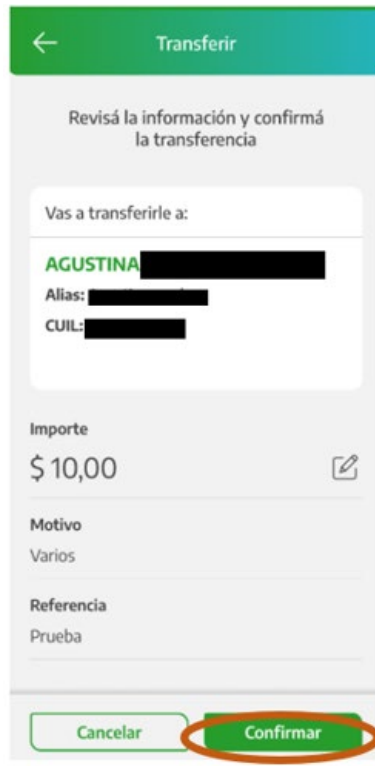 Transferir
Revisá la información y confirmá
la transferencia
Vas a transferirle a:
AGUSTINA
Alias:
CUIL:
Importe
$ 10,00
Motivo
Varios
Referencia
Prueba
Cancelar
Confirmar